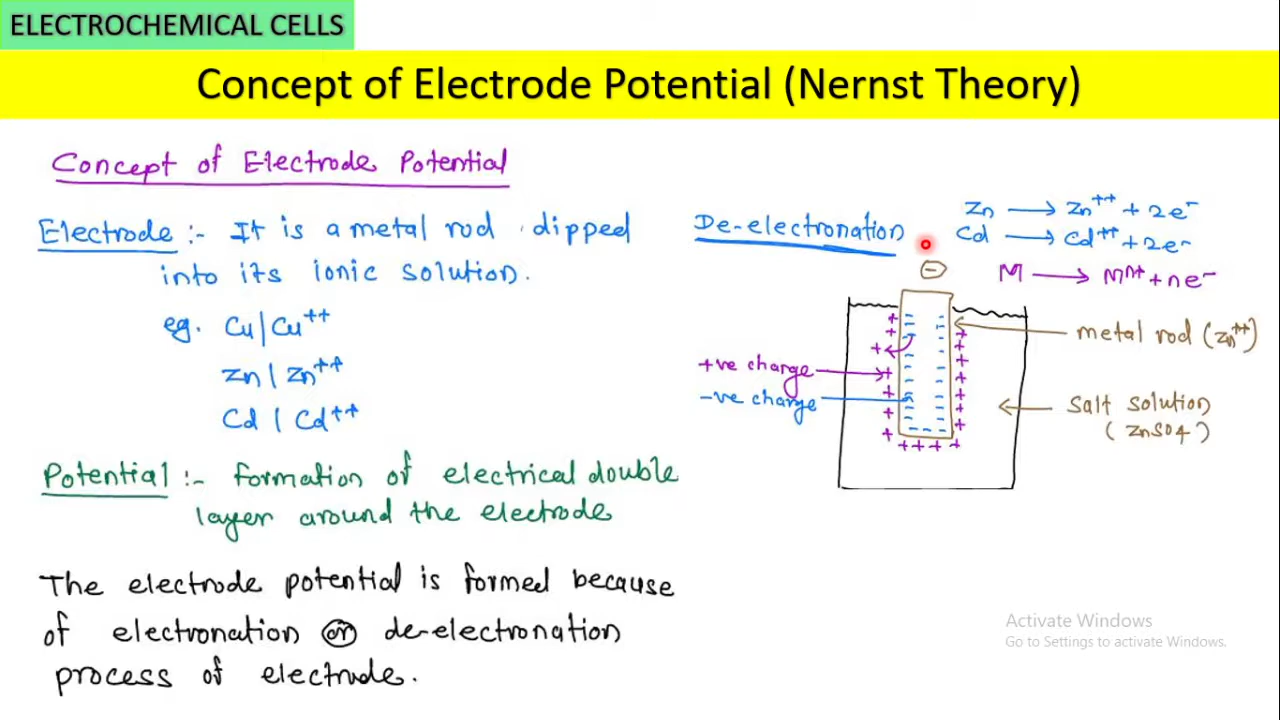 ELECTROCHEMICAL CELLS
Concept of Electrode Potential (Nernst Theory)
Concept of Electrode Potential
Electrode :- It is a metal rod dipped
into its ionic solution.
eg. Cu | Cu++
Zn | Zn++
Cd | Cd++
Potential :- formation of electrical double
layer around the electrode
The electrode potential is formed because
of electronation or de-electronation
process of electrode.
De-electronation
Zn → Zn++ + 2e-
Cd → Cd++ + 2e-
M → Mn+ + ne-
metal rod (Zn++)
+ve charge
-ve charge
Salt solution
(ZnSO4)
Activate Windows
Go to Settings to activate Windows.